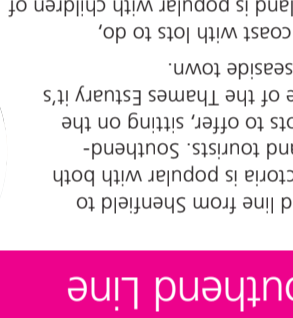 outhend Line
d line from Shenfield to
ctoria is popular with both
nd tourists. Southend-
ots to offer, sitting on the
e of the Thames Estuary it's
seaside town.
coast with lots to do,
land is popular with children of